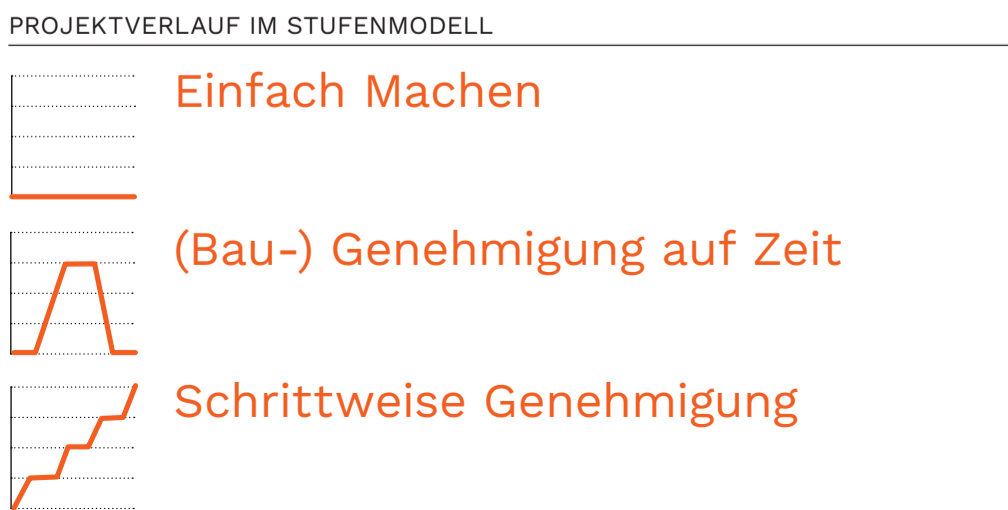 PROJEKTVERLAUF IM STUFENMODELL
Einfach Machen
(Bau-) Genehmigung auf Zeit
Schrittweise Genehmigung